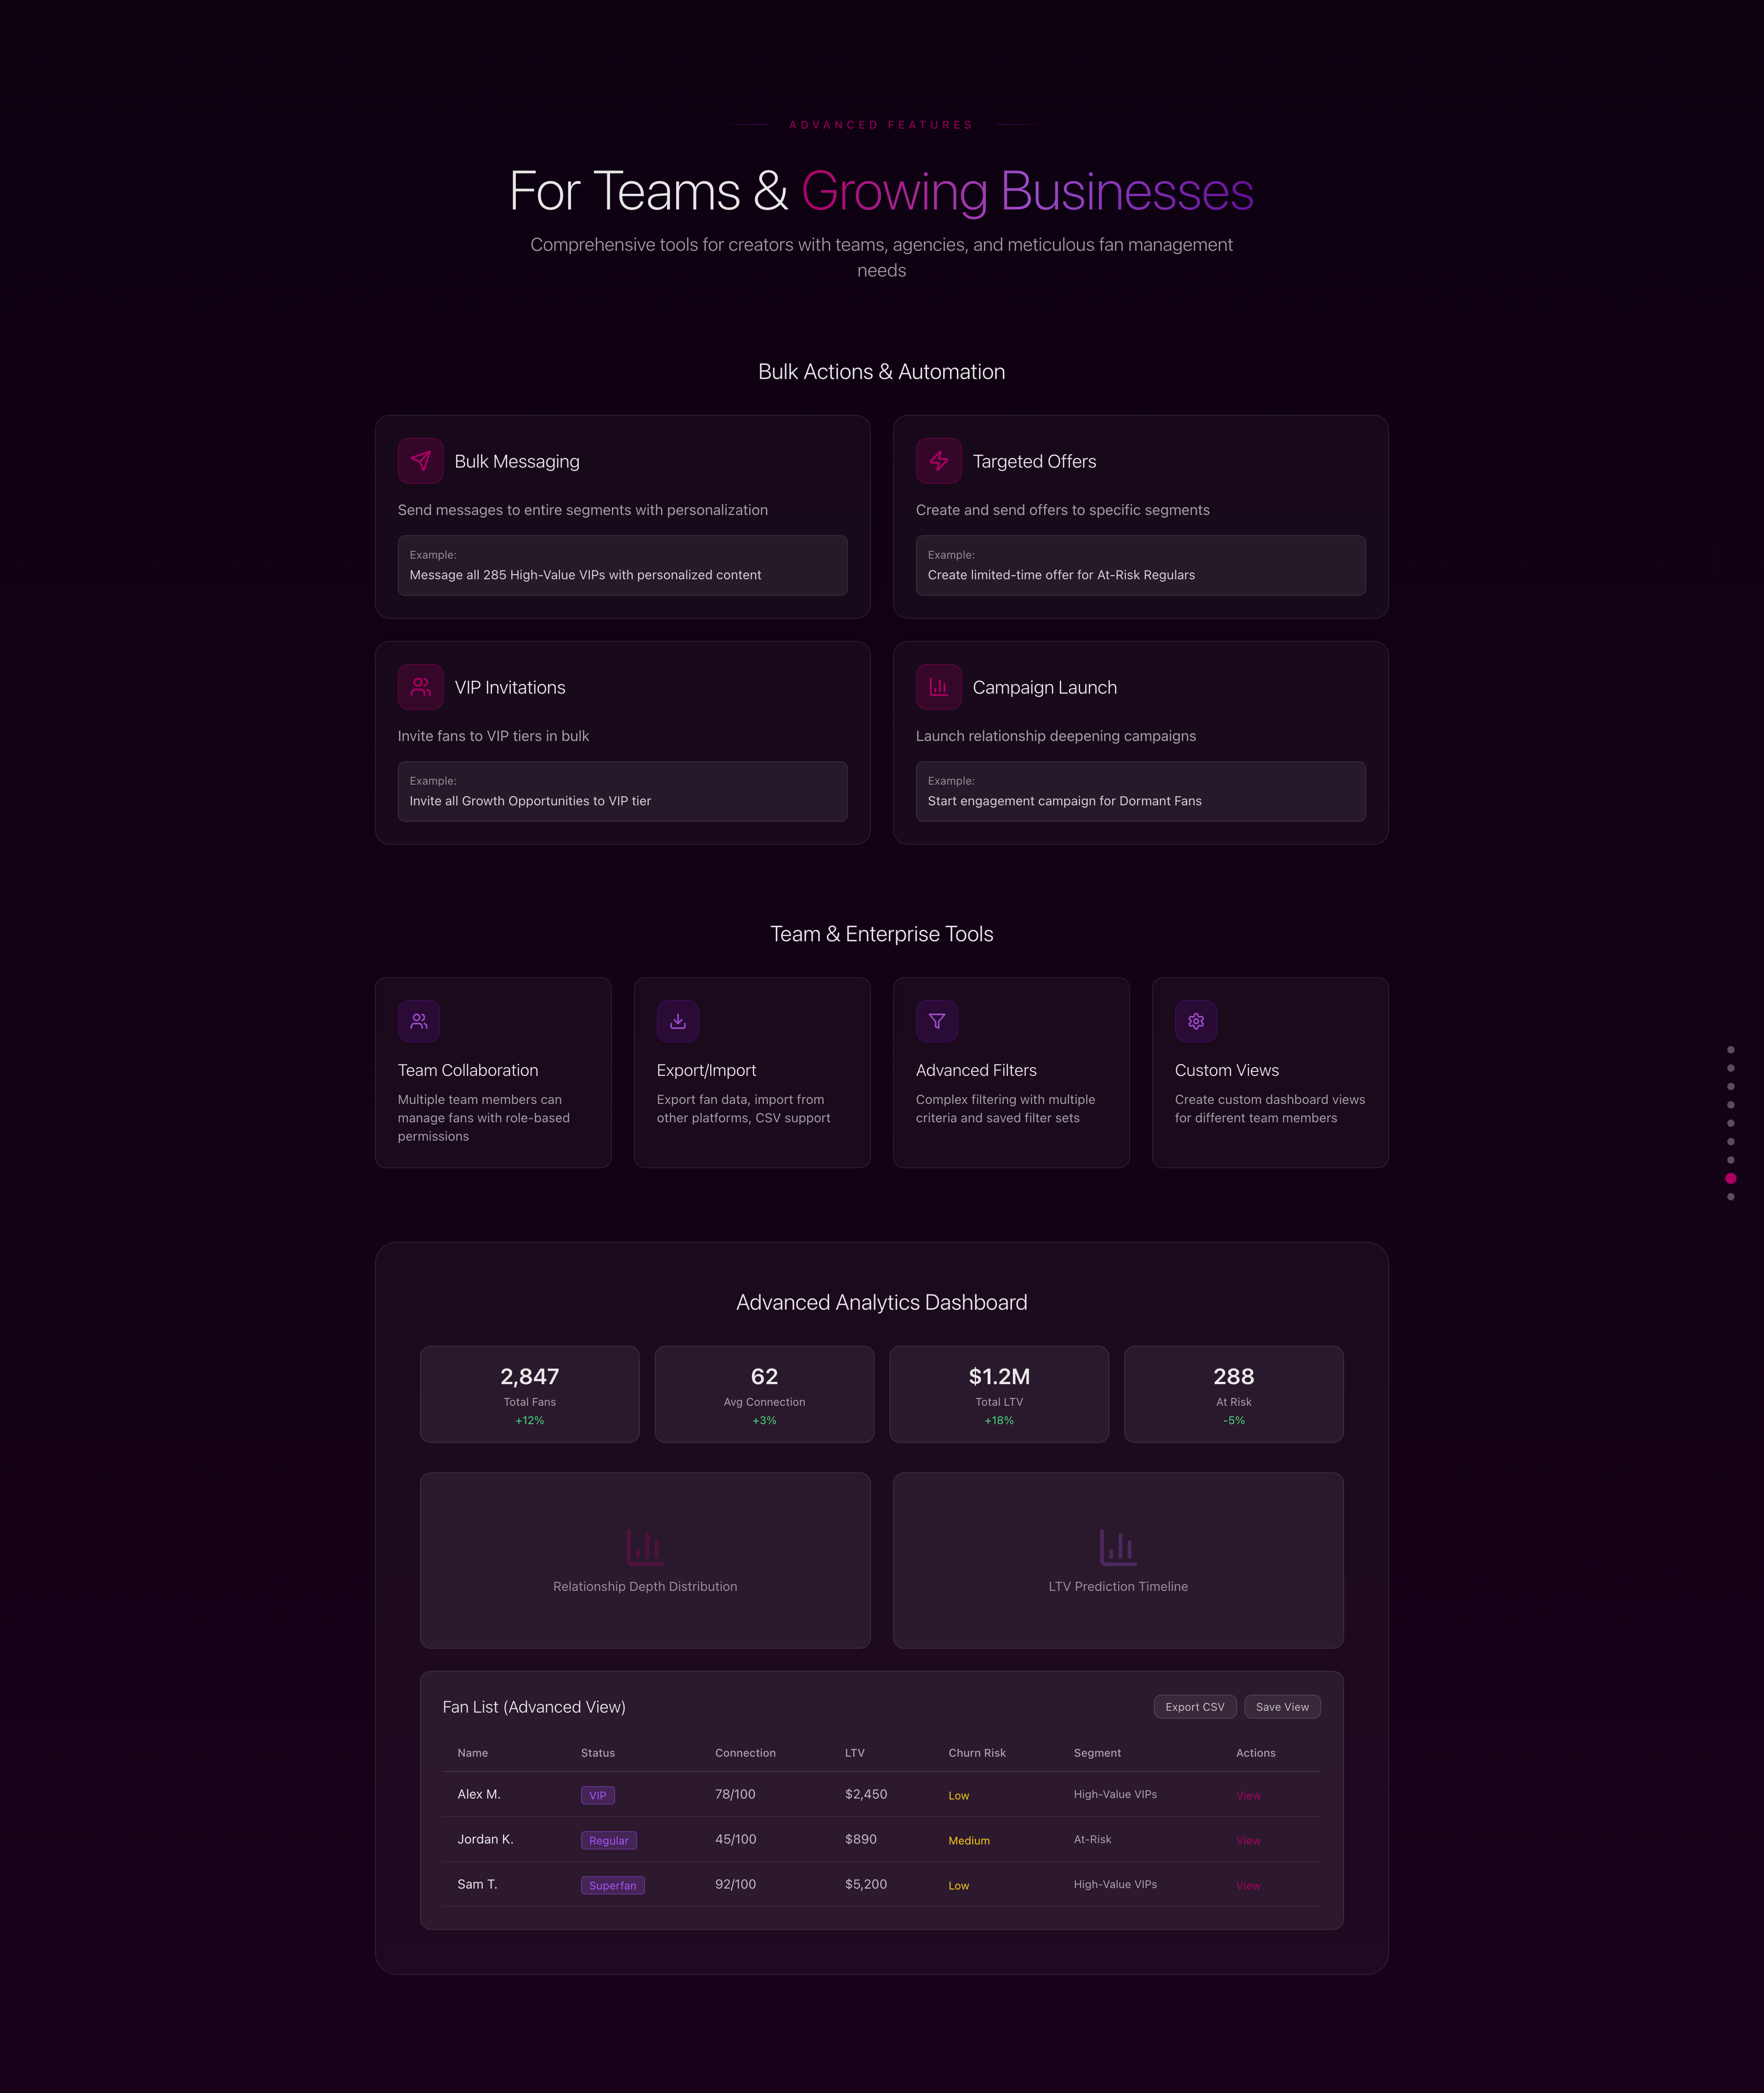 ADVANCED FEATURES
For Teams & Growing Businesses
Comprehensive tools for creators with teams, agencies, and meticulous fan management
needs
Bulk Actions & Automation
Bulk Messaging
Send messages to entire segments with personalization
Example:
Message all 285 High-Value VIPs with personalized content
Targeted Offers
Create and send offers to specific segments
Example:
Create limited-time offer for At-Risk Regulars
VIP Invitations
Invite fans to VIP tiers in bulk
Example:
Invite all Growth Opportunities to VIP tier
Campaign Launch
Launch relationship deepening campaigns
Example:
Start engagement campaign for Dormant Fans
Team & Enterprise Tools
Team Collaboration
Multiple team members can
manage fans with role-based
permissions
Export/Import
Export fan data, import from
other platforms, CSV support
Advanced Filters
Complex filtering with multiple
criteria and saved filter sets
Custom Views
Create custom dashboard views
for different team members
Advanced Analytics Dashboard
2,847
Total Fans
+12%
62
Avg Connection
+3%
$1.2M
Total LTV
+18%
288
At Risk
-5%
Relationship Depth Distribution
LTV Prediction Timeline
Fan List (Advanced View)
Export CSV
Save View
Name Status Connection LTV Churn Risk Segment Actions
Alex M. VIP 78/100 $2,450 Low High-Value VIPs View
Jordan K. Regular 45/100 $890 Medium At-Risk View
Sam T. Superfan 92/100 $5,200 Low High-Value VIPs View